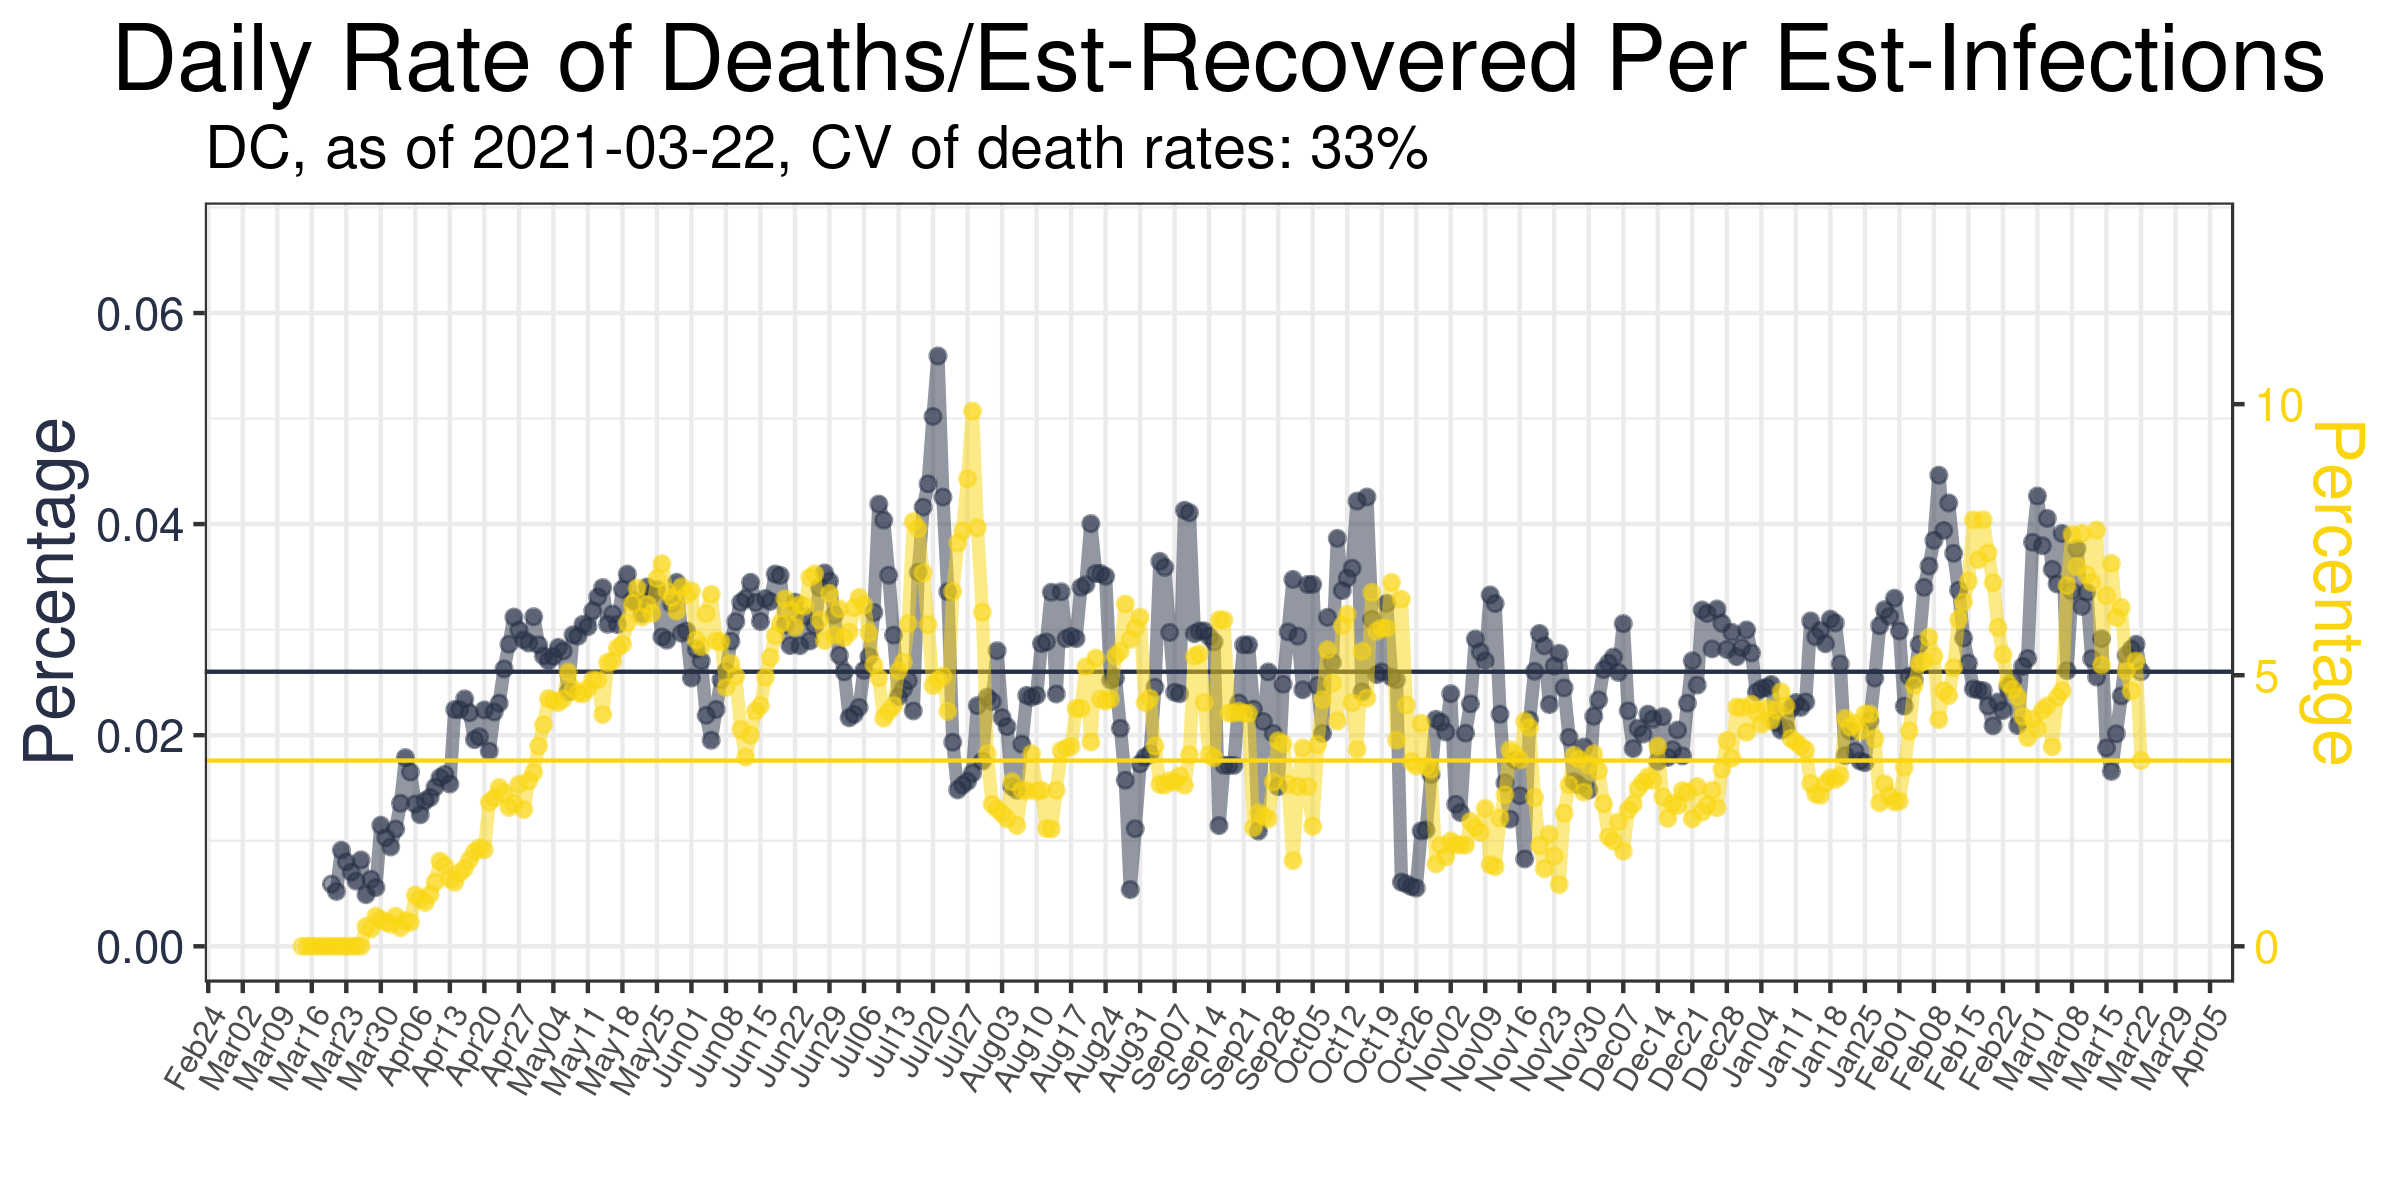 Daily Rate of Deaths/Est-Recovered Per Est-Infections
DC, as of 2021-03-22, CV of death rates: 33%
Percentage
0.06
0.04
0.02
0.00
10
5
0
Percentage
Feb24
Mar02
Mar09
Mar16
Mar23
Mar30
Apr06
Apr13
Apr20
Apr27
May04
May11
May18
May25
Jun01
Jun08
Jun15
Jun22
Jun29
Jul06
Jul13
Jul20
Jul27
Aug03
Aug10
Aug17
Aug24
Aug31
Sep07
Sep14
Sep21
Sep28
Oct05
Oct12
Oct19
Oct26
Nov02
Nov09
Nov16
Nov23
Nov30
Dec07
Dec14
Dec21
Dec28
Jan04
Jan11
Jan18
Jan25
Feb01
Feb08
Feb15
Feb22
Mar01
Mar08
Mar15
Mar22
Mar29
Apr05